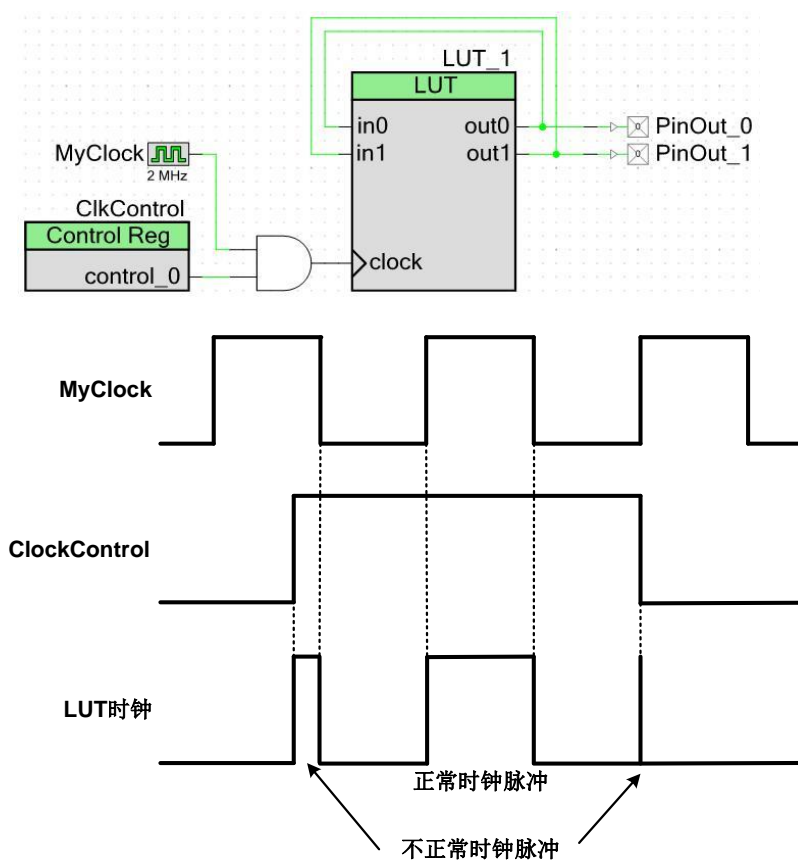 LUT_1
LUT
in0 out0 PinOut_0
MyClock in1 out1 PinOut_1
2 MHz
ClkControl
Control Reg
control_0
clock
MyClock
ClockControl
LUT时钟
正常时钟脉冲
不正常时钟脉冲